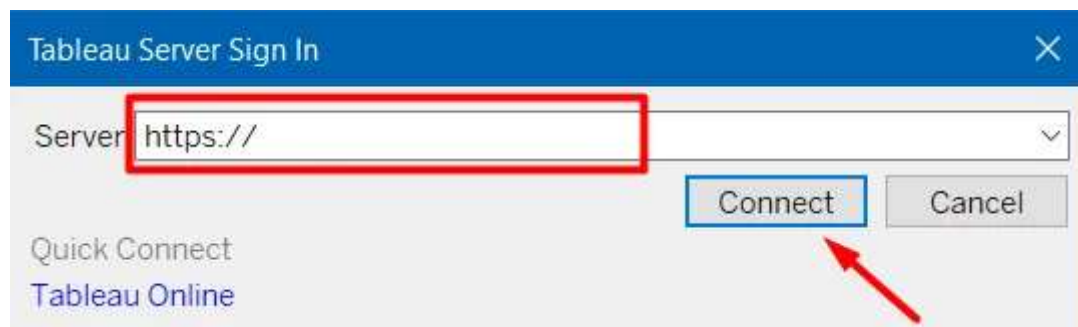 Tableau Server Sign In
Server https://
Connect Cancel
Quick Connect
Tableau Online